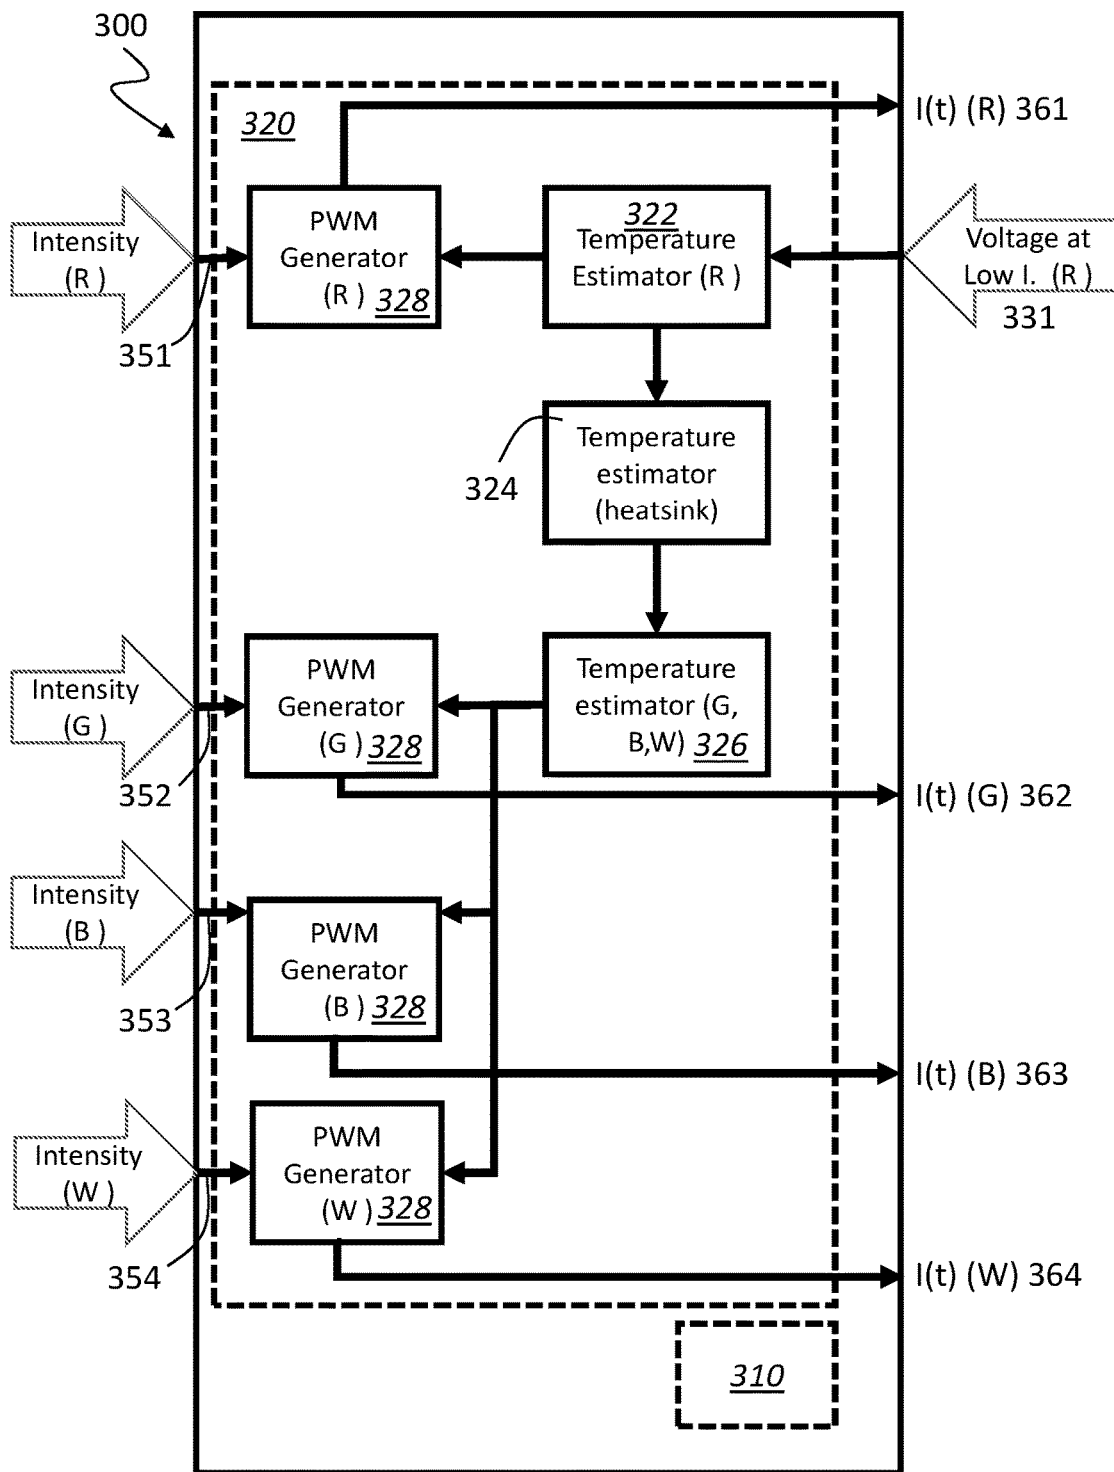 300
320
I(t) (R) 361
Intensity
(R )
351
PWM
Generator
(R ) 328
322
Temperature
Estimator (R )
Voltage at
Low I. (R )
331
324
Temperature
estimator
(heatsink)
Intensity
(G )
352
PWM
Generator
(G ) 328
Temperature
estimator (G,
B,W) 326
I(t) (G) 362
Intensity
(B )
353
PWM
Generator
(B ) 328
I(t) (B) 363
Intensity
(W )
354
PWM
Generator
(W ) 328
I(t) (W) 364
310